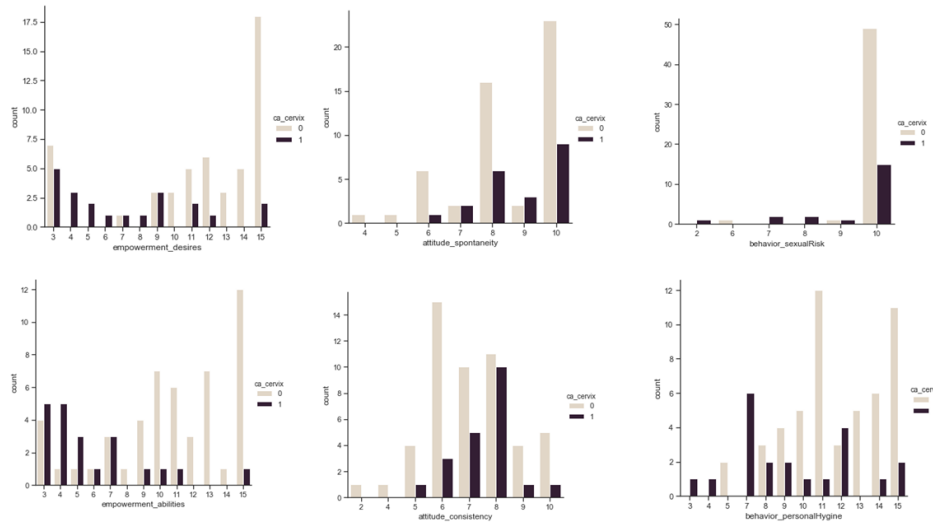 17.5
15.0
12.5
10.0
7.5
5.0
2.5
0.0
count
3 4 5 6 7 8 9 10 11 12 13 14 15
empowerment_desires
ca_cervix
0
1
20
15
10
5
0
count
4 5 6 7 8 9 10
attitude_spontaneity
ca_cervix
0
1
50
40
30
20
10
0
count
2 6 7 8 9 10
behavior_sexualRisk
ca_cervix
0
1
12
10
8
6
4
2
0
count
3 4 5 6 7 8 9 10 11 12 13 14 15
empowerment_abilities
ca_cervix
0
1
14
12
10
8
6
4
2
0
count
2 4 5 6 7 8 9 10
attitude_consistency
ca_cervix
0
1
12
10
8
6
4
2
0
count
3 4 5 7 8 9 10 11 12 13 14 15
behavior_personalHygine
ca_cer